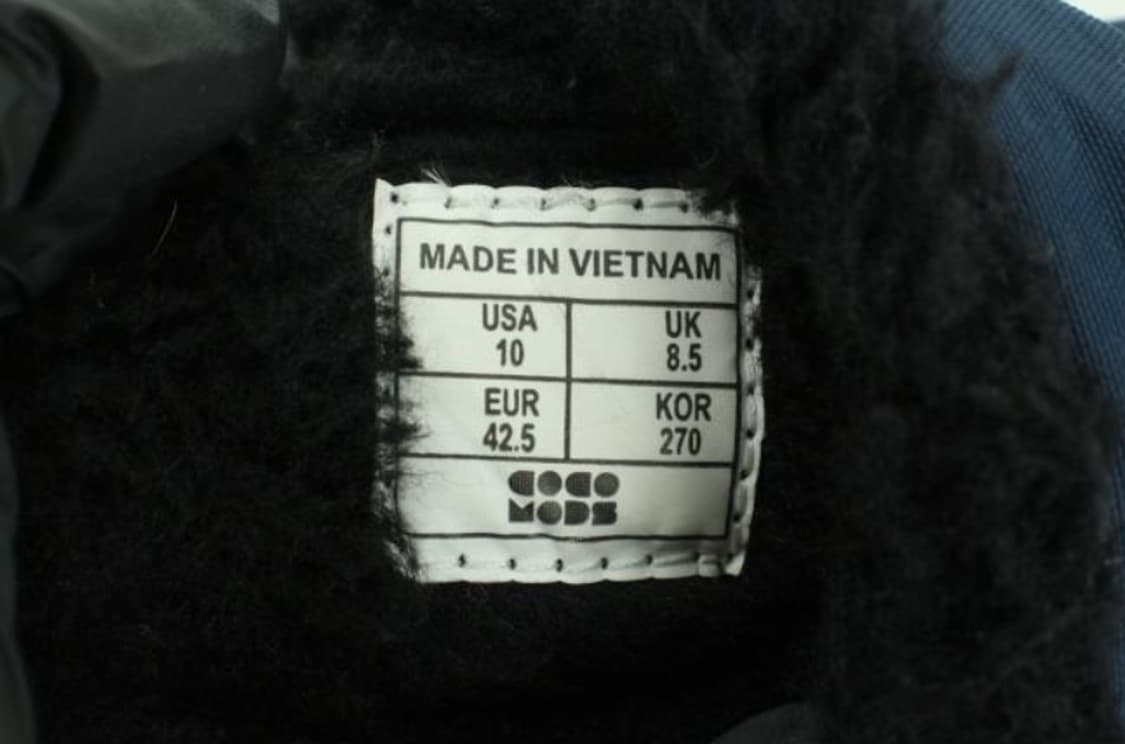 MADE IN VIETNAM
USA
10
UK
8.5
EUR
42.5
KOR
270
COCO
MODS